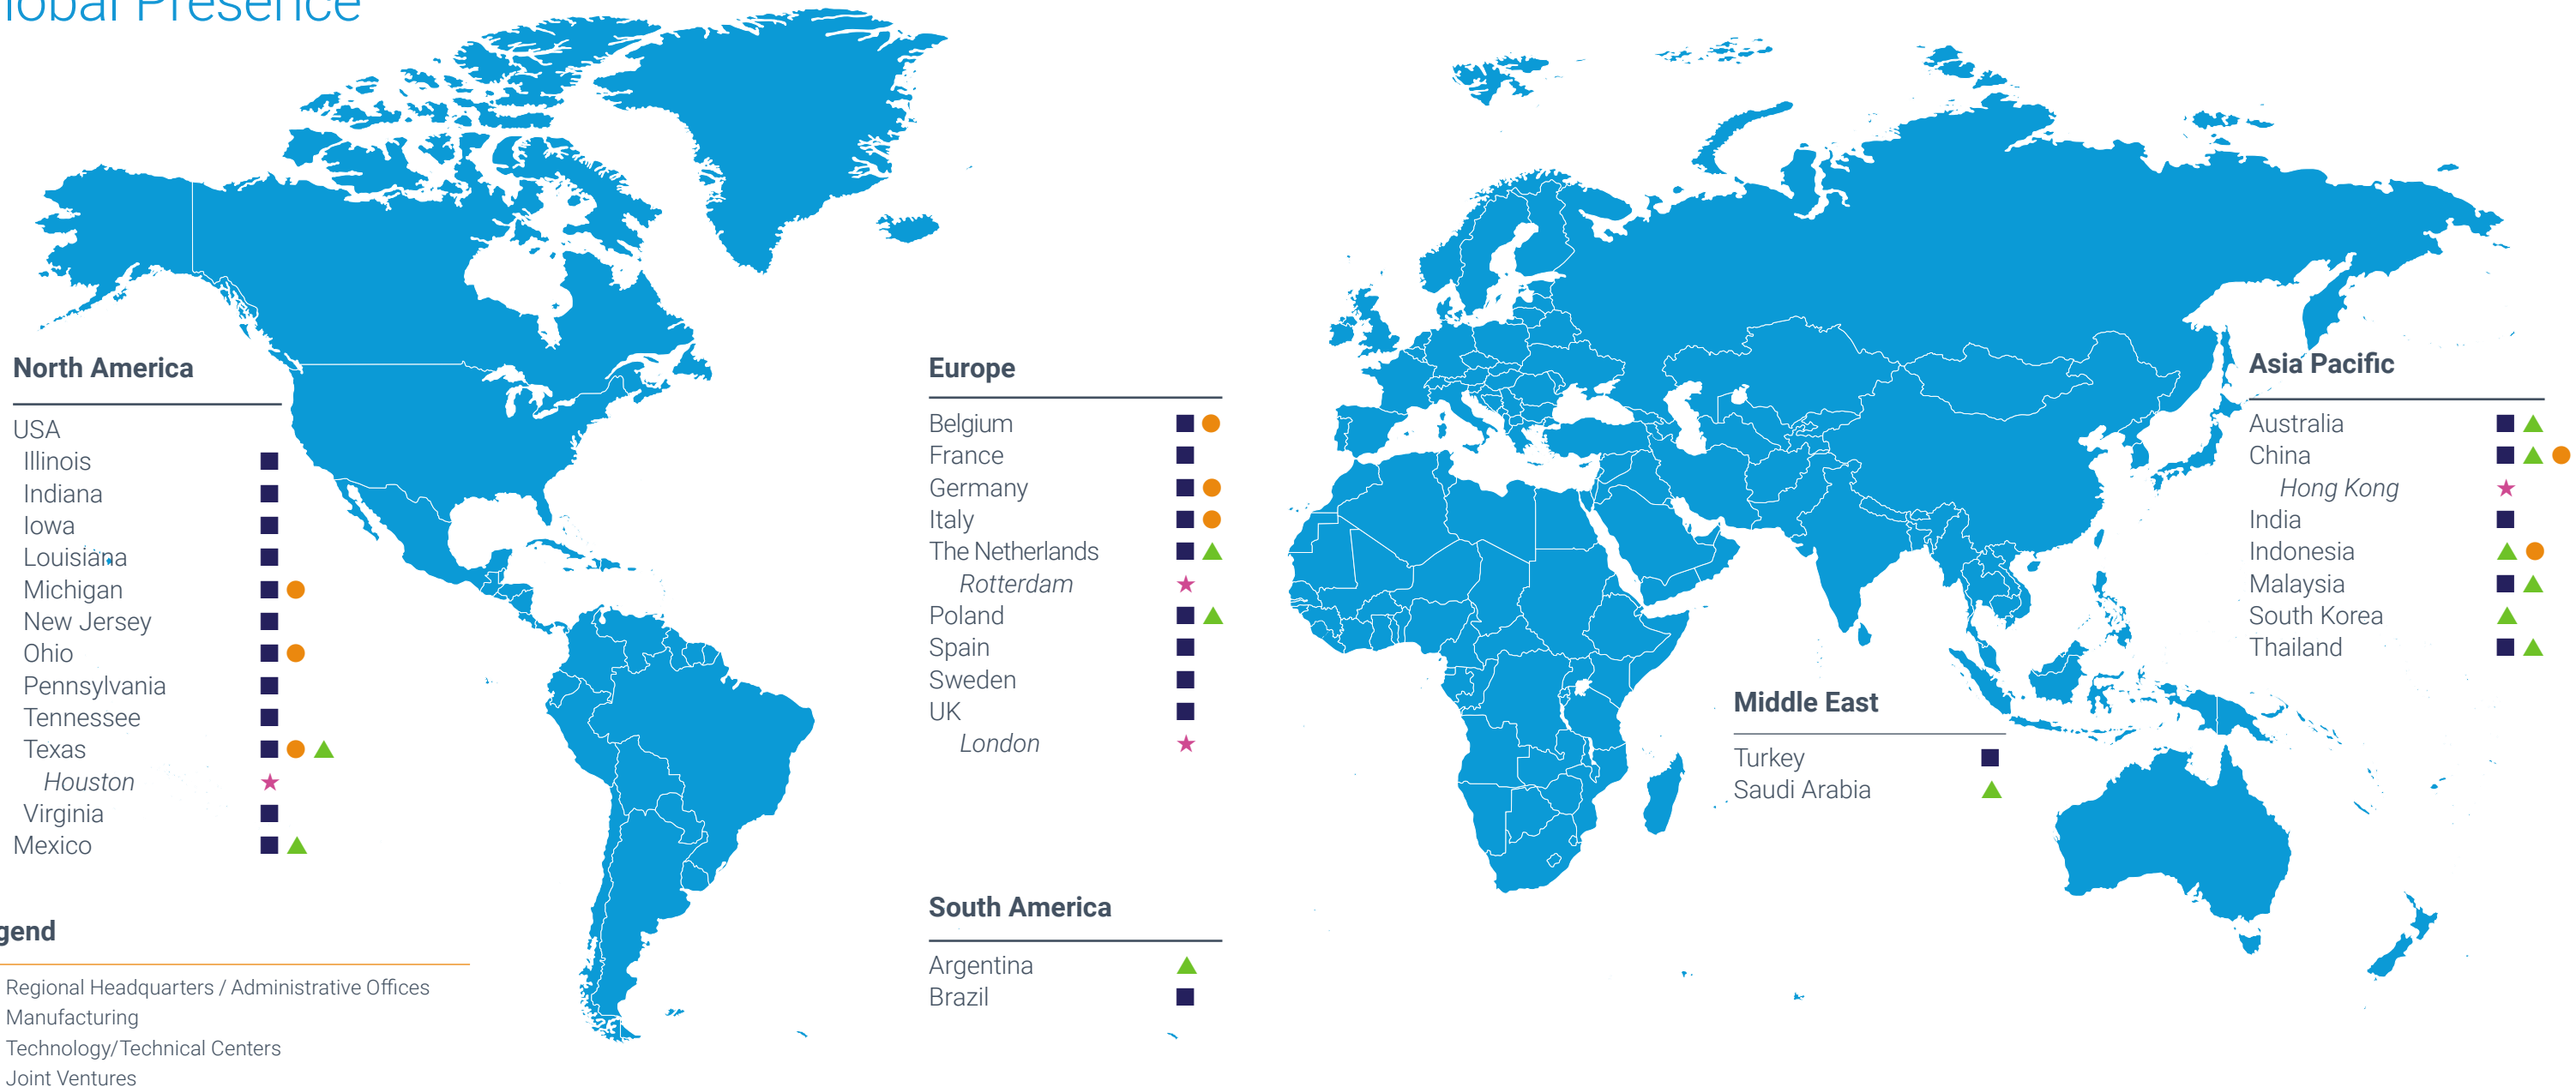 lobal Presence
North America
USA
Illinois
Indiana
Iowa
Louisiana
Michigan
New Jersey
Ohio
Pennsylvania
Tennessee
Texas
Houston
Virginia
Mexico
gend
Regional Headquarters / Administrative Offices
Manufacturing
Technology/Technical Centers
Joint Ventures
Europe
Belgium
France
Germany
Italy
The Netherlands
Rotterdam
Poland
Spain
Sweden
UK
London
South America
Argentina
Brazil
Middle East
Turkey
Saudi Arabia
Asia Pacific
Australia
China
Hong Kong
India
Indonesia
Malaysia
South Korea
Thailand